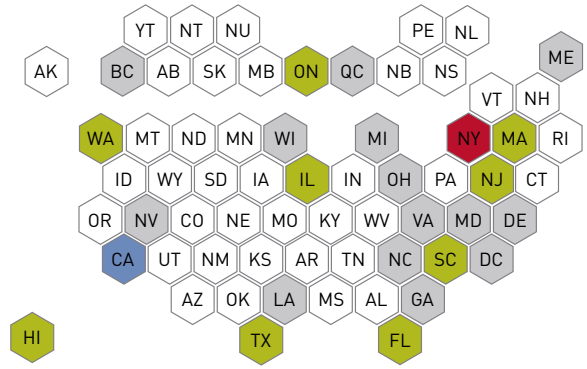 YT NT NU PE NL
ME
AK BC AB SK MB ON QC NB NS
VT NH
WA MT ND MN WI MI NY MA RI
ID WY SD IA IL IN OH PA NJ CT
OR NV CO NE MO KY WV VA MD DE
CA UT NM KS AR TN NC SC DC
AZ OK LA MS AL GA
HI TX FL